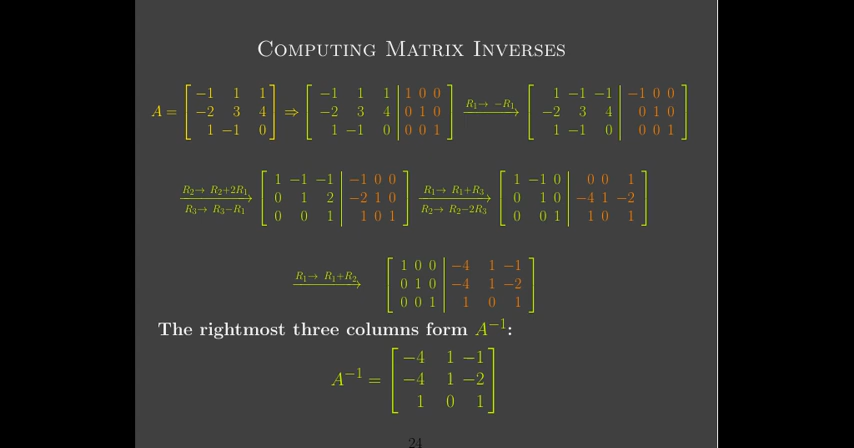 COMPUTING MATRIX INVERSES
A = [ −1 1 1 ; −2 3 4 ; 1 −1 0 ] ⇒ [ −1 1 1 | 1 0 0 ; −2 3 4 | 0 1 0 ; 1 −1 0 | 0 0 1 ] R1→ −R1 [ 1 −1 −1 | −1 0 0 ; −2 3 4 | 0 1 0 ; 1 −1 0 | 0 0 1 ]
R2→ R2+2R1 R3→ R3−R1 [ 1 −1 −1 | −1 0 0 ; 0 1 2 | −2 1 0 ; 0 0 1 | 1 0 1 ] R1→ R1+R3 R2→ R2−2R3 [ 1 −1 0 | 0 0 1 ; 0 1 0 | −4 1 −2 ; 0 0 1 | 1 0 1 ]
R1→ R1+R2 [ 1 0 0 | −4 1 −1 ; 0 1 0 | −4 1 −2 ; 0 0 1 | 1 0 1 ]
The rightmost three columns form A⁻¹:
A⁻¹ = [ −4 1 −1 ; −4 1 −2 ; 1 0 1 ]
24